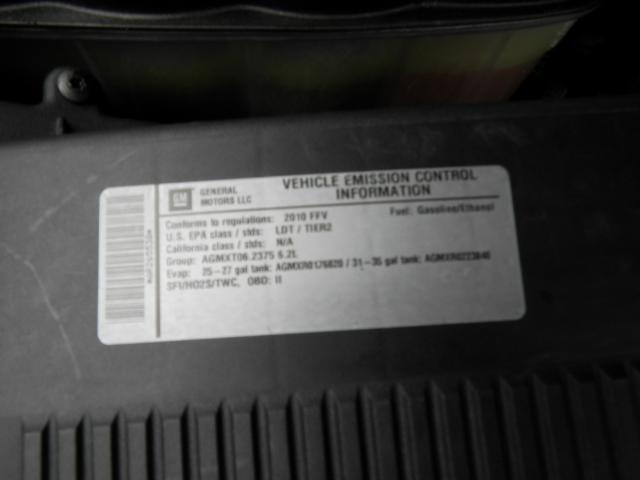 GM GENERAL MOTORS LLC
VEHICLE EMISSION CONTROL INFORMATION
Conforms to regulations: 2010 FFV Fuel: Gasoline/Ethanol
U.S. EPA class / stds: LDT / TIER2
California class / stds: N/A
Group: AGMXT06.2375 6.2L
Evap: 25-27 gal tank: AGMXR0176820 / 31-35 gal tank: AGMXR0223840
SFI/HO2S/TWC, OBD: II